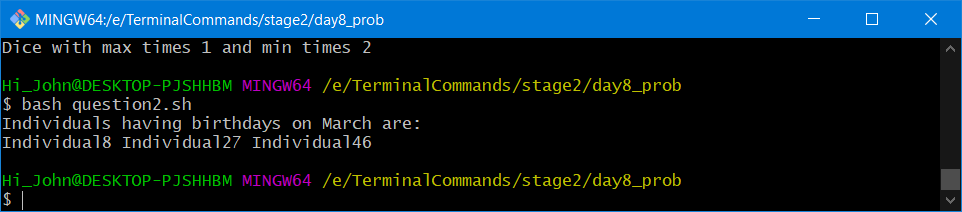 MINGW64:/e/TerminalCommands/stage2/day8_prob
Dice with max times 1 and min times 2
Hi_John@DESKTOP-PJSHHBM MINGW64 /e/TerminalCommands/stage2/day8_prob
$ bash question2.sh
Individuals having birthdays on March are:
Individual8 Individual27 Individual46
Hi_John@DESKTOP-PJSHHBM MINGW64 /e/TerminalCommands/stage2/day8_prob
$